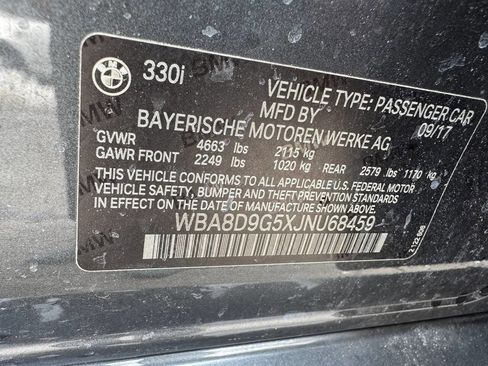 BMW
330i
VEHICLE TYPE: PASSENGER CAR
MFD BY 09/17
BAYERISCHE MOTOREN WERKE AG
GVWR 4663 lbs 2115 kg
GAWR FRONT 2249 lbs 1020 kg REAR 2579 lbs 1170 kg
THIS VEHICLE CONFORMS TO ALL APPLICABLE U.S. FEDERAL MOTOR
VEHICLE SAFETY, BUMPER AND THEFT PREVENTION STANDARDS
IN EFFECT ON THE DATE OF MANUFACTURE SHOWN ABOVE.
WBA8D9G5XJNU68459